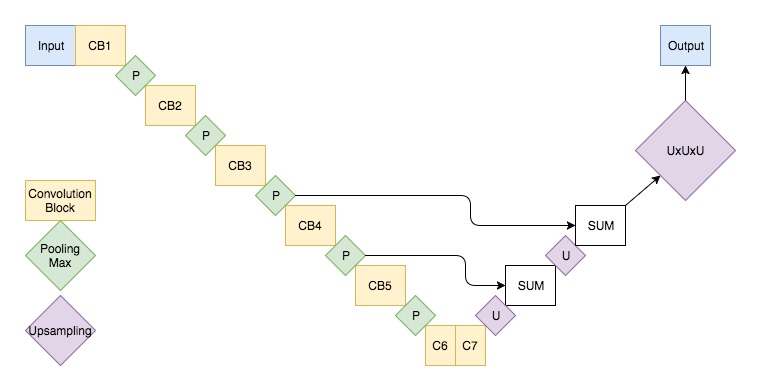 Input
CB1
Output
P
CB2
P
UxUxU
CB3
P
Convolution
Block
CB4
SUM
Pooling
Max
P
U
CB5
SUM
P
U
Upsampling
C6
C7